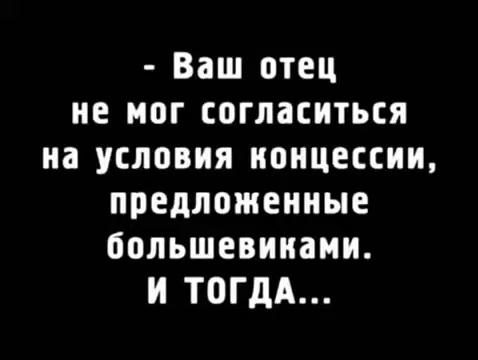 - Ваш отец
не мог согласиться
на условия концессии,
предложенные
большевиками.
И ТОГДА...